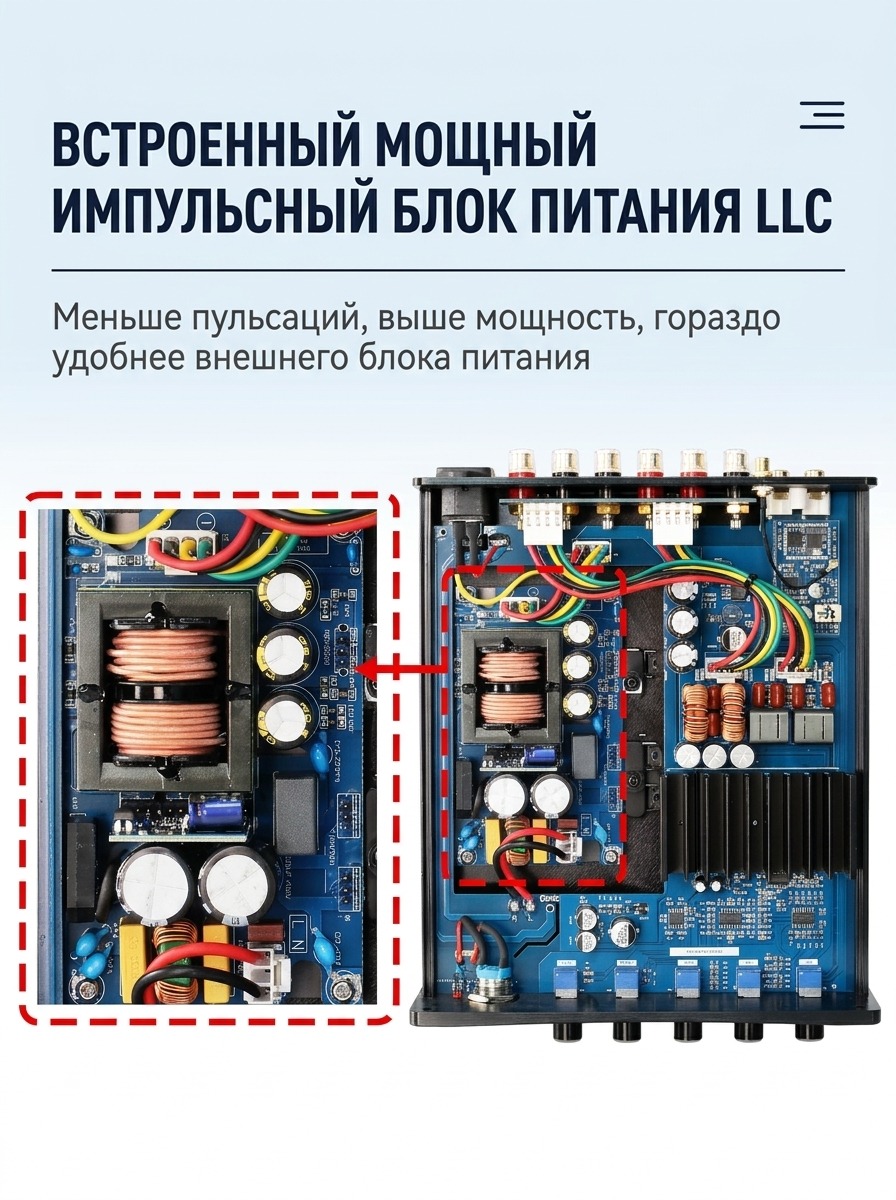 ВСТРОЕННЫЙ МОЩНЫЙ
ИМПУЛЬСНЫЙ БЛОК ПИТАНИЯ LLC
Меньше пульсаций, выше мощность, гораздо
удобнее внешнего блока питания
L N